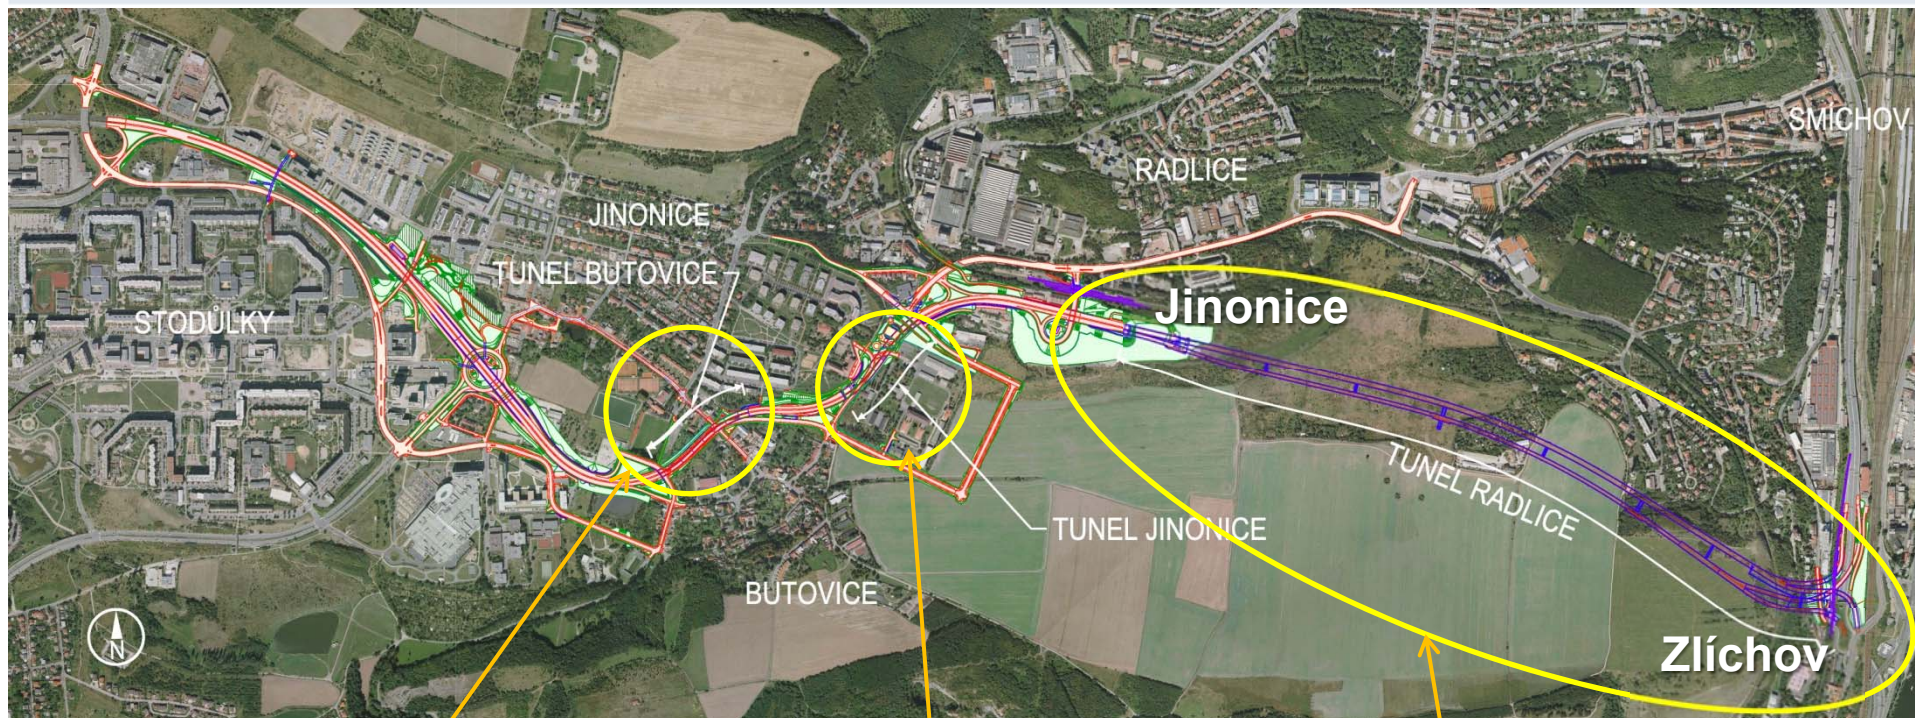 SMÍCHOV
RADLICE
JINONICE
TUNEL BUTOVICE
Jinonice
STODŮLKY
TUNEL RADLICE
TUNEL JINONICE
BUTOVICE
N
Zlíchov